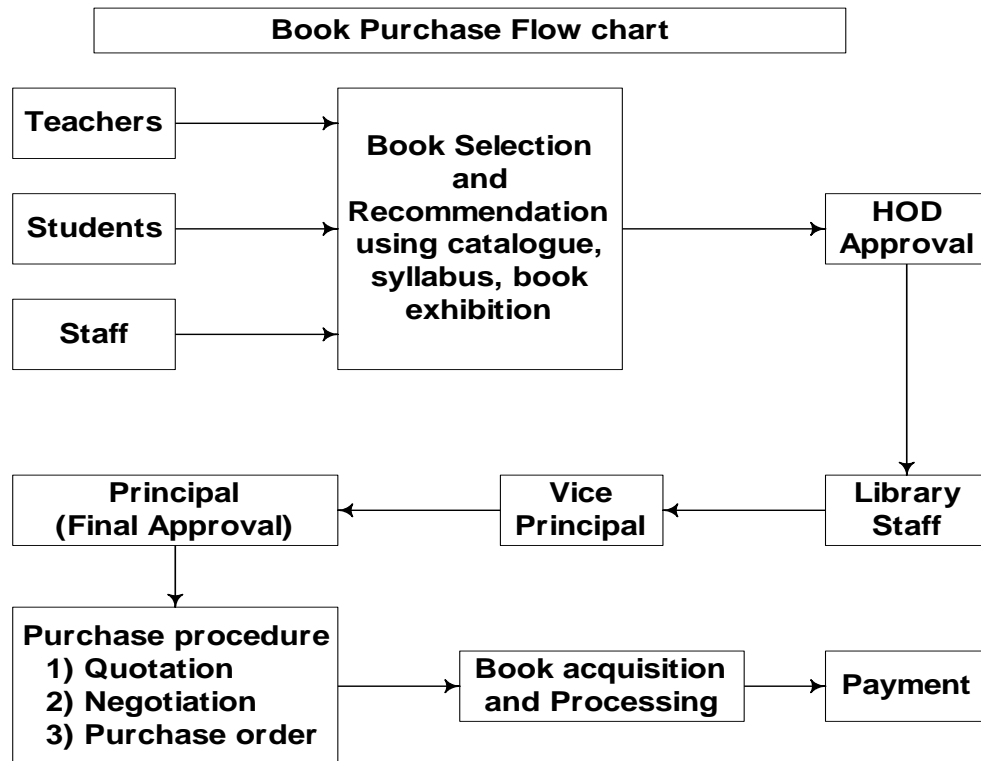 Book Purchase Flow chart
Teachers
Students
Staff
Book Selection
and
Recommendation
using catalogue,
syllabus, book
exhibition
HOD
Approval
Library
Staff
Vice
Principal
Principal
(Final Approval)
Purchase procedure
1) Quotation
2) Negotiation
3) Purchase order
Book acquisition
and Processing
Payment